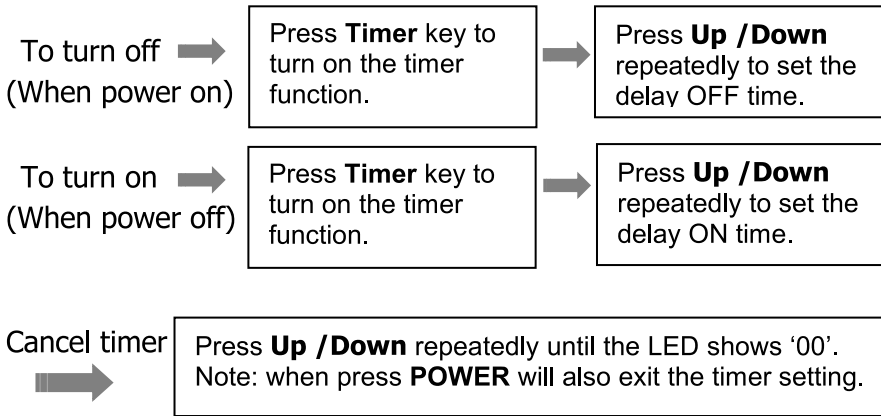 To turn off
(When power on)
Press Timer key to
turn on the timer
function.
Press Up /Down
repeatedly to set the
delay OFF time.
To turn on
(When power off)
Press Timer key to
turn on the timer
function.
Press Up /Down
repeatedly to set the
delay ON time.
Cancel timer
Press Up /Down repeatedly until the LED shows ‘00’.
Note: when press POWER will also exit the timer setting.